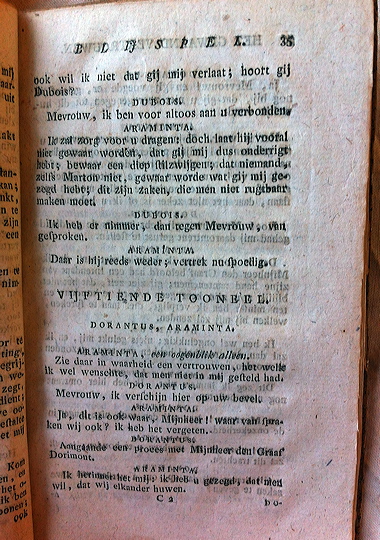 BLIJSPEL. 35
ook wil ik niet dat gij mij verlaat; hoort gij
Dubois?
DUBOIS.
Mevrouw, ik ben voor altoos aan u verbonden.
ARAMINTA.
Ik zal zorg voor u dragen: doch laat hij vooral
niet gewaar worden, dat gij mij dus onderrigt
hebt; bewaar een diep stilzwijgen; dat niemand,
zelfs Marton niet, gewaar worde wat gij mij ge-
zegd hebt; dit zijn zaken, die men niet rugtbaar
maken moet.
DUBOIS.
Ik heb er nimmer, dan tegen Mevrouw, van
gesproken.
ARAMINTA.
Daar is hij reeds weder; vertrek nu spoedig.
VIJFTIENDE TOONEEL.
DORANTUS, ARAMINTA.
ARAMINTA, een oogenblik alleen.
Zie daar in waarheid een vertrouwen, het welk
ik wel wenschte, dat men niet in mij gesteld had.
DORANTUS.
Mevrouw, ik verschijn hier op uw bevel.
ARAMINTA.
Ja, dit is ook waar, Mijnheer! waar van spra-
ken wij ook? ik heb het vergeten.
DORANTUS.
Aangaande een proces met Mijnheer den Graaf
Dorimont.
ARAMINTA.
Ik herinner het mij: ik heb u gezegd, dat men
wil, dat wij elkander huwen.
C 2 DO-